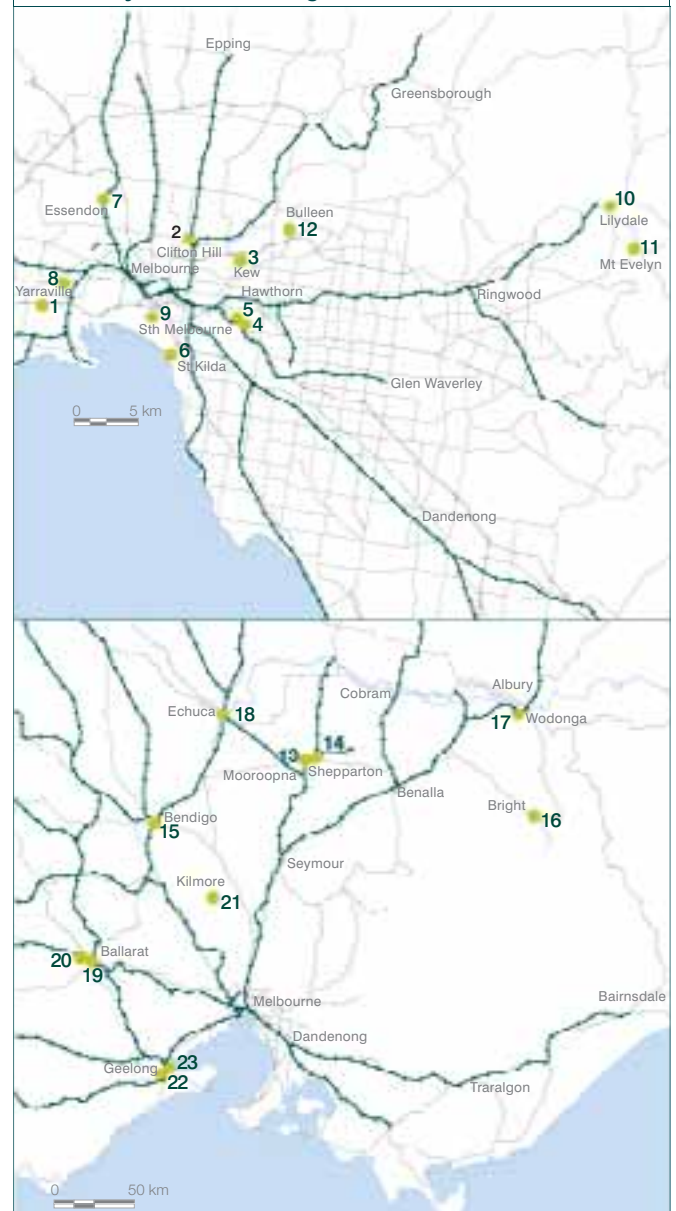 Epping
Greensborough
7
Essendon
10
Lilydale
Bulleen
12
2
Clifton Hill
3
Kew
11
Mt Evelyn
Melbourne
8
Yarraville
1
Hawthorn
Ringwood
9
5
Sth Melbourne
4
6
St Kilda
Glen Waverley
0 5 km
Dandenong
Albury
Cobram
Echuca
18
17
Wodonga
13
14
Mooroopna
Shepparton
Benalla
Bright
16
Bendigo
15
Seymour
Kilmore
21
Ballarat
20
19
Melbourne
Bairnsdale
Dandenong
Geelong
23
22
Traralgon
0 50 km